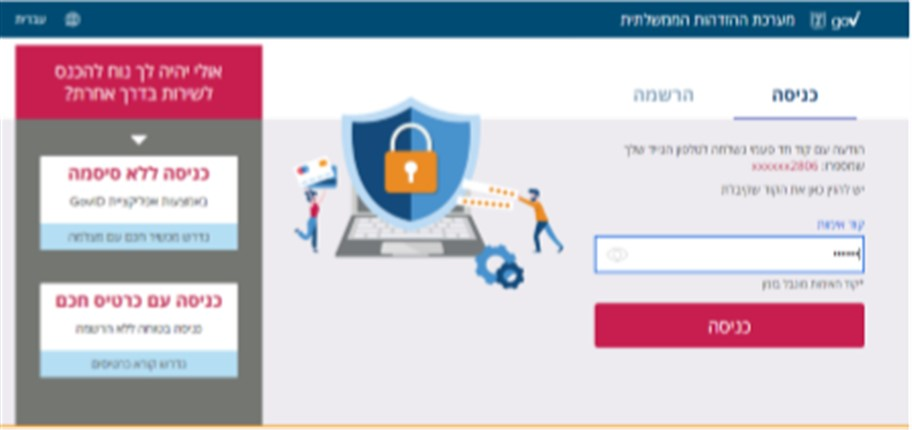 gov מערכת ההזדהות הממשלתית
עברית
כניסה
הרשמה
הודעה עם קוד חד פעמי נשלחה לטלפון הנייד שלך
שמספרו: xxxxxx2806
יש להזין כאן את הקוד שקיבלת
קוד אימות
••••••
*קוד האימות מוגבל בזמן
כניסה
אולי יהיה לך נוח להכנס
לשירות בדרך אחרת?
כניסה ללא סיסמה
באמצעות אפליקציית GovID
נדרש מכשיר חכם עם מצלמה
כניסה עם כרטיס חכם
כניסה בטוחה ללא הרשמה
נדרש קורא כרטיסים